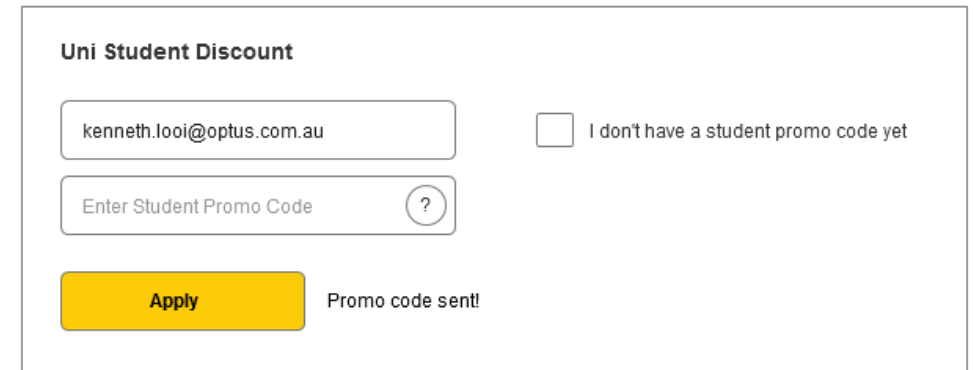 Uni Student Discount
kenneth.looi@optus.com.au
I don't have a student promo code yet
Enter Student Promo Code
?
Apply
Promo code sent!